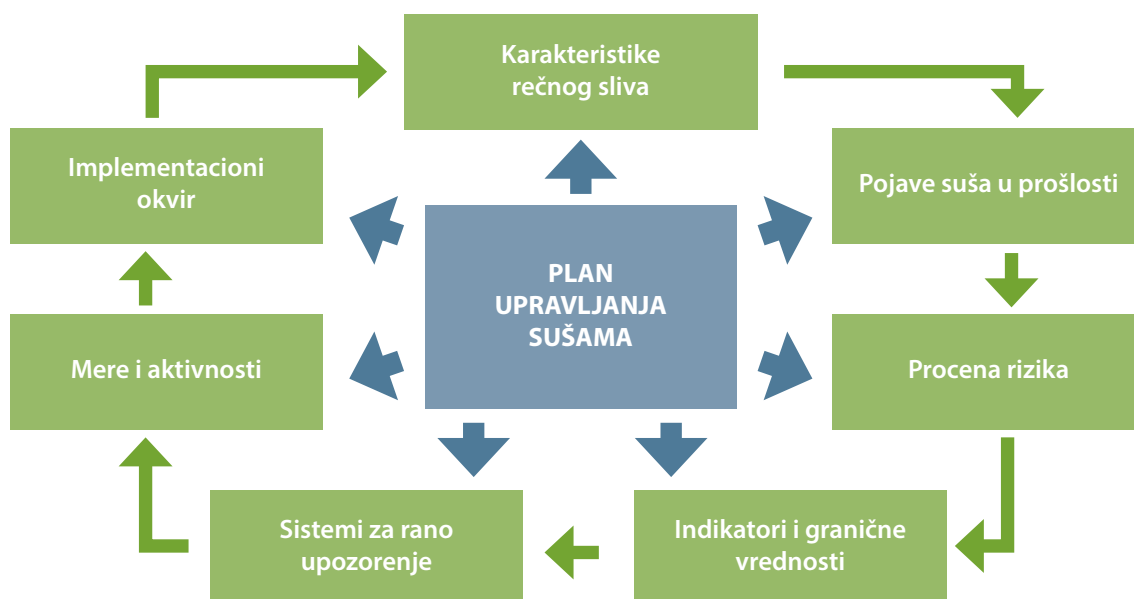 Karakteristike
rečnog sliva
Implementacioni
okvir
Pojave suša u prošlosti
PLAN
UPRAVLJANJA
SUŠAMA
Mere i aktivnosti
Procena rizika
Sistemi za rano
upozorenje
Indikatori i granične
vrednosti